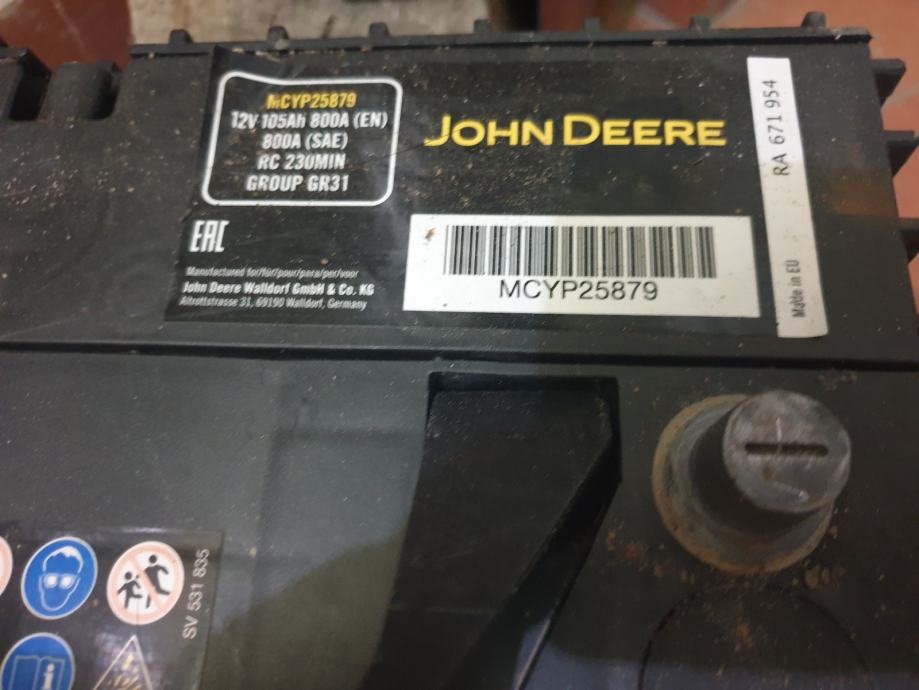 MCYP25879
12V 105Ah 800A (EN)
800A (SAE)
RC 230MIN
GROUP GR31
JOHN DEERE
RA 671 954
Made in EU
EAC
Manufactured for/für/pour/para/per/voor
John Deere Walldorf GmbH & Co. KG
Altrottstrasse 31, 69190 Walldorf, Germany
MCYP25879
SV 531 835